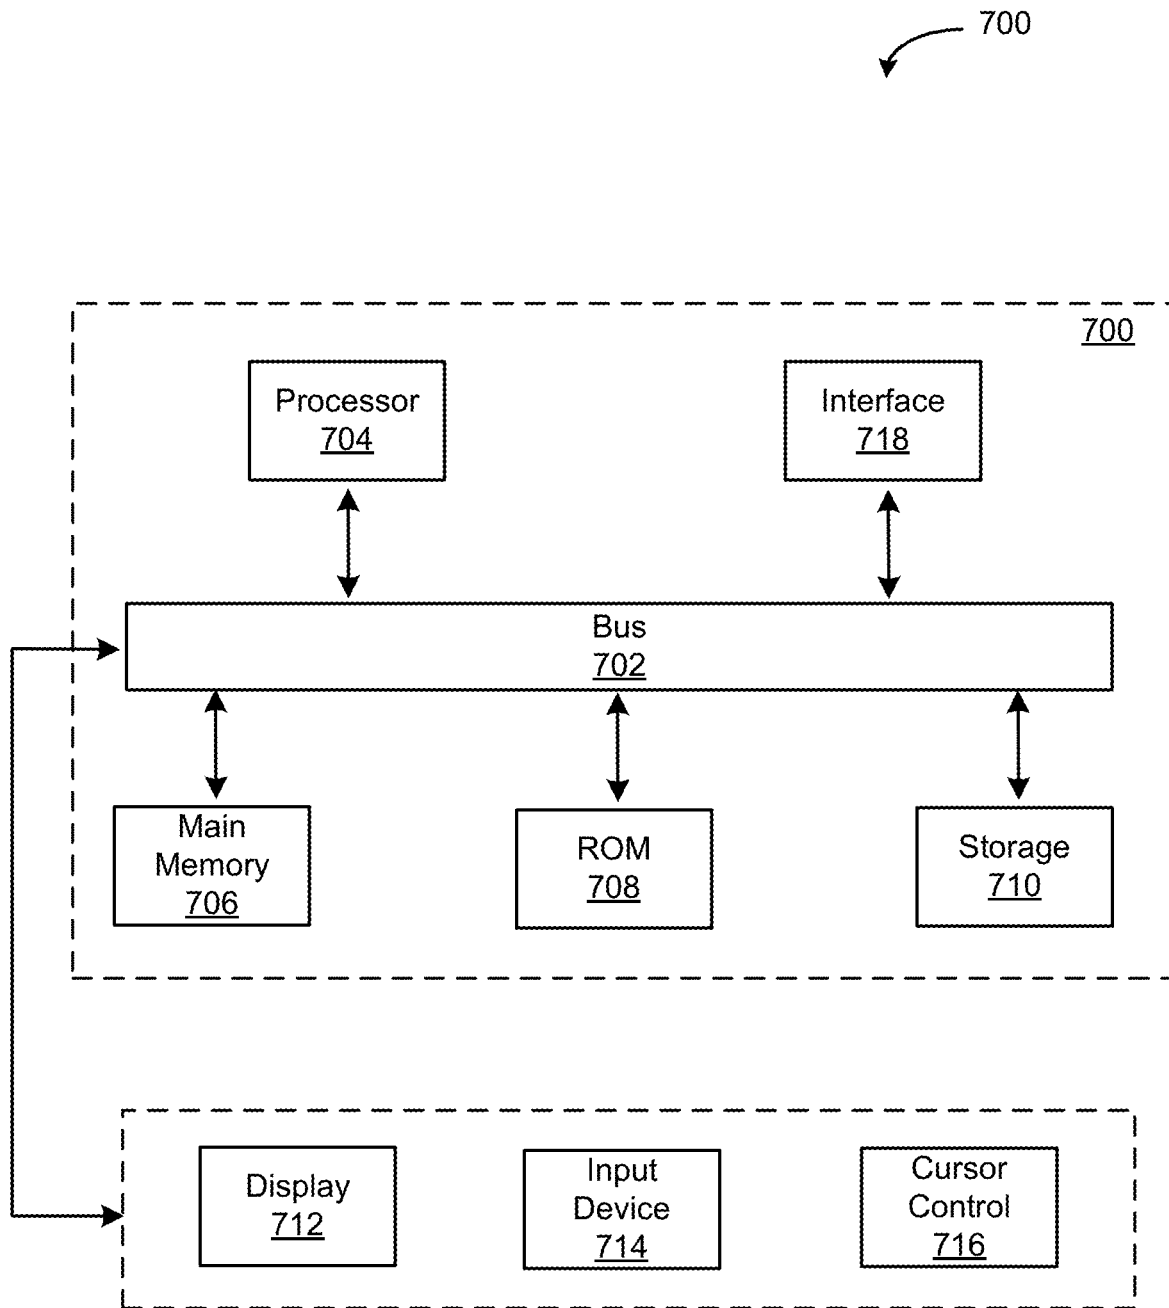 700
700
Processor
704
Interface
718
Bus
702
Main
Memory
706
ROM
708
Storage
710
Display
712
Input
Device
714
Cursor
Control
716